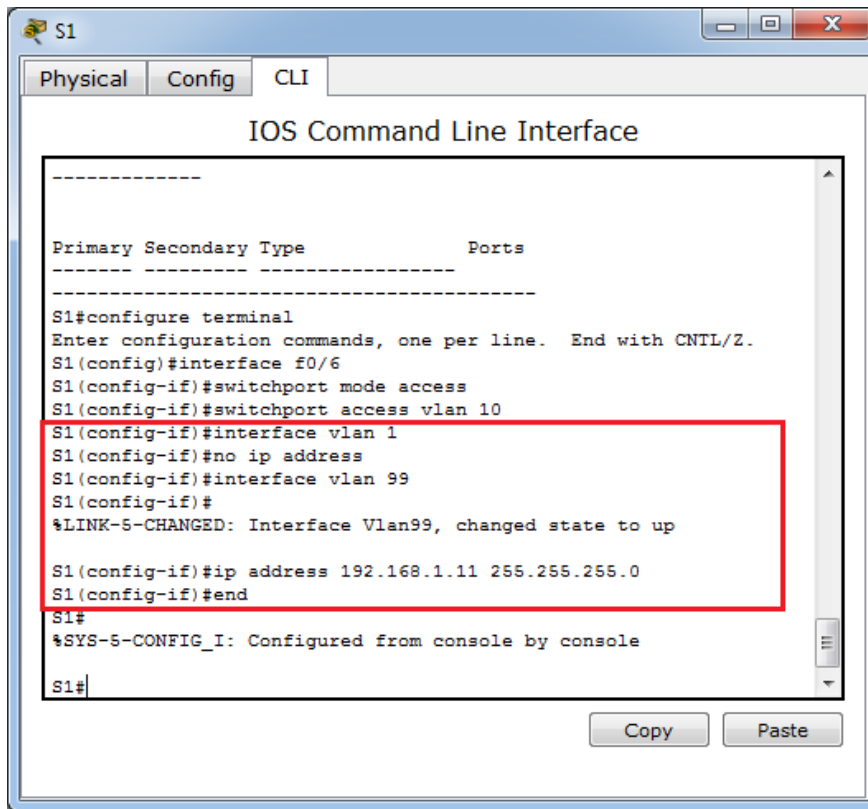 S1
Physical Config CLI
IOS Command Line Interface
-------------
Primary Secondary Type Ports
------- --------- ------------------
-------------------------------------------
S1#configure terminal
Enter configuration commands, one per line.  End with CNTL/Z.
S1(config)#interface f0/6
S1(config-if)#switchport mode access
S1(config-if)#switchport access vlan 10
S1(config-if)#interface vlan 1
S1(config-if)#no ip address
S1(config-if)#interface vlan 99
S1(config-if)#
%LINK-5-CHANGED: Interface Vlan99, changed state to up
S1(config-if)#ip address 192.168.1.11 255.255.255.0
S1(config-if)#end
S1#
%SYS-5-CONFIG_I: Configured from console by console
S1#
Copy Paste